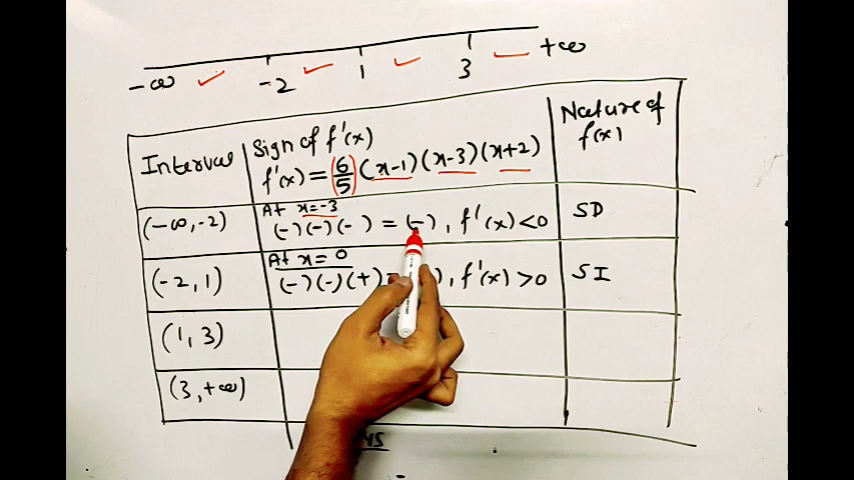 -∞ -2 1 3 +∞
Interval
Sign of f'(x)
f'(x) = (6/5) (x-1) (x-3) (x+2)
Nature of
f(x)
(-∞, -2)
At x=-3
(-) (-) (-) = (-), f'(x) < 0
SD
(-2, 1)
At x = 0
(-) (-) (+) ), f'(x) > 0
SI
(1, 3)
(3, +∞)